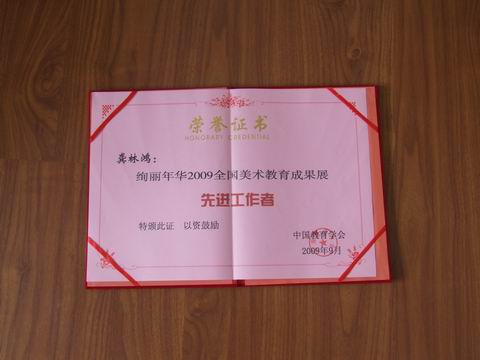 荣誉证书
HONORARY CREDENTIAL
龚林鸿：
绚丽年华2009全国美术教育成果展
先进工作者
特颁此证　以资鼓励
中国教育学会
2009年9月